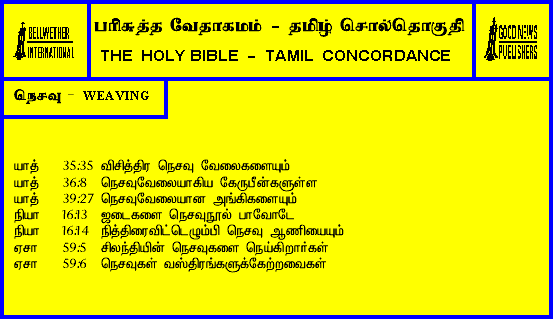 BELLWETHER
INTERNATIONAL
பரிசுத்த வேதாகமம் - தமிழ் சொல்தொகுதி
THE HOLY BIBLE - TAMIL CONCORDANCE
GOOD NEWS
PUBLISHERS
நெசவு - WEAVING
யாத் 35:35 விசித்திர நெசவு வேலைகளையும்
யாத் 36:8 நெசவுவேலையாகிய கேருபீன்களுள்ள
யாத் 39:27 நெசவுவேலையான அங்கிகளையும்
நியா 16:13 ஜடைகளை நெசவுநூல் பாவோடே
நியா 16:14 நித்திரைவிட்டெழும்பி நெசவு ஆணியையும்
ஏசா 59:5 சிலந்தியின் நெசவுகளை நெய்கிறார்கள்
ஏசா 59:6 நெசவுகள் வஸ்திரங்களுக்கேற்றவைகள்